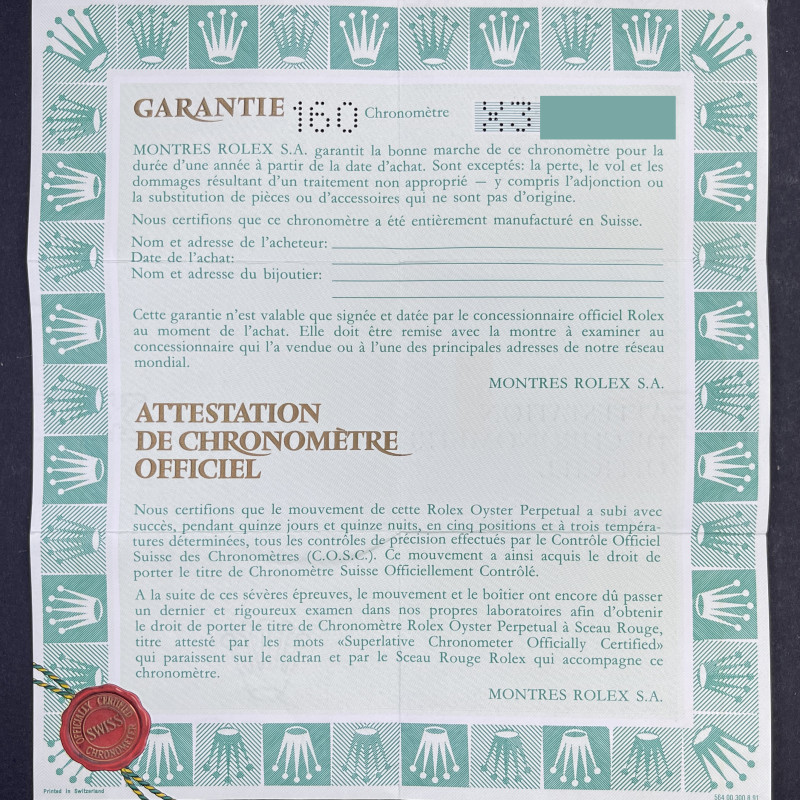 GARANTIE 160 Chronomètre X3
MONTRES ROLEX S.A. garantit la bonne marche de ce chronomètre pour la
durée d'une année à partir de la date d'achat. Sont exceptés: la perte, le vol et les
dommages résultant d'un traitement non approprié — y compris l'adjonction ou
la substitution de pièces ou d'accessoires qui ne sont pas d'origine.
Nous certifions que ce chronomètre a été entièrement manufacturé en Suisse.
Nom et adresse de l'acheteur:
Date de l'achat:
Nom et adresse du bijoutier:
Cette garantie n'est valable que signée et datée par le concessionnaire officiel Rolex
au moment de l'achat. Elle doit être remise avec la montre à examiner au
concessionnaire qui l'a vendue ou à l'une des principales adresses de notre réseau
mondial.
MONTRES ROLEX S.A.
ATTESTATION
DE CHRONOMÈTRE
OFFICIEL
Nous certifions que le mouvement de cette Rolex Oyster Perpetual a subi avec
succès, pendant quinze jours et quinze nuits, en cinq positions et à trois tempéra-
tures déterminées, tous les contrôles de précision effectués par le Contrôle Officiel
Suisse des Chronomètres (C.O.S.C.). Ce mouvement a ainsi acquis le droit de
porter le titre de Chronomètre Suisse Officiellement Contrôlé.
A la suite de ces sévères épreuves, le mouvement et le boîtier ont encore dû passer
un dernier et rigoureux examen dans nos propres laboratoires afin d'obtenir
le droit de porter le titre de Chronomètre Rolex Oyster Perpetual à Sceau Rouge,
titre attesté par les mots «Superlative Chronometer Officially Certified»
qui paraissent sur le cadran et par le Sceau Rouge Rolex qui accompagne ce
chronomètre.
MONTRES ROLEX S.A.
OFFICIALLY CERTIFIED
SWISS
CHRONOMETER
Printed in Switzerland
564 00 300 8 91